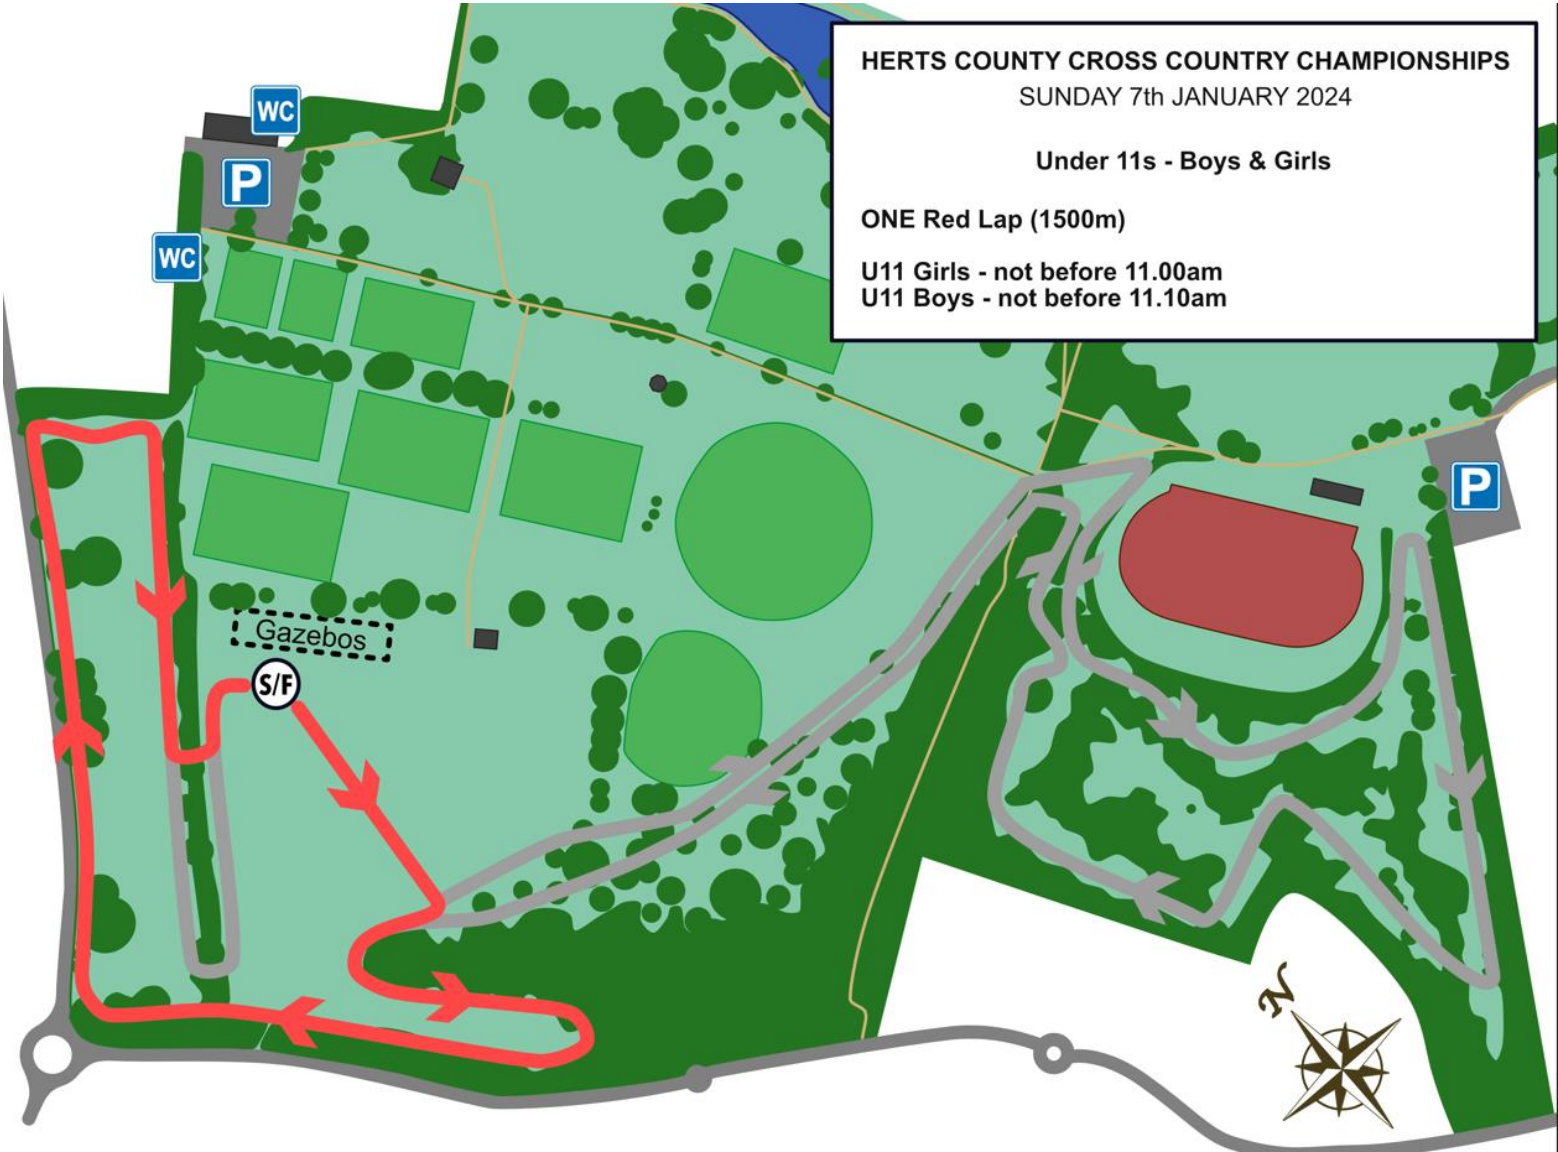 HERTS COUNTY CROSS COUNTRY CHAMPIONSHIPS
SUNDAY 7th JANUARY 2024
Under 11s - Boys & Girls
ONE Red Lap (1500m)
U11 Girls - not before 11.00am
U11 Boys - not before 11.10am
WC
P
WC
P
Gazebos
S/F
N